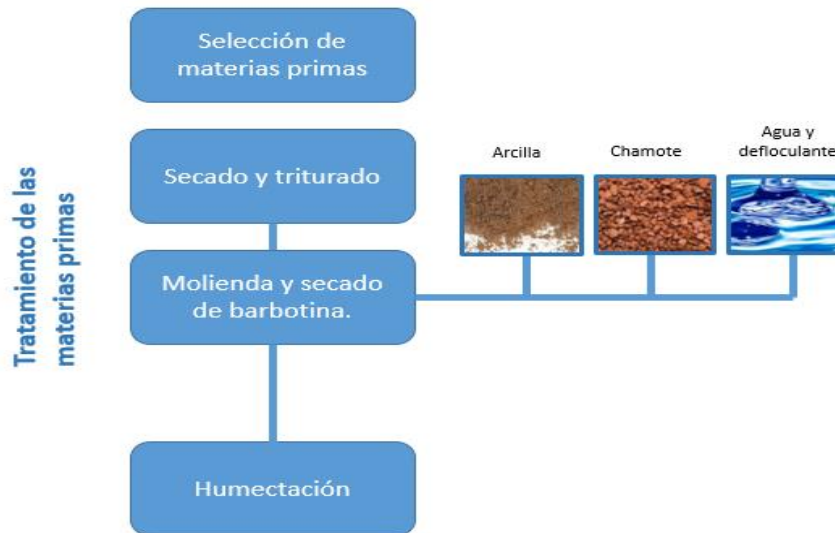 Tratamiento de las
materias primas
Selección de
materias primas
Secado y triturado
Molienda y secado
de barbotina.
Humectación
Arcilla
Chamote
Agua y
defloculante